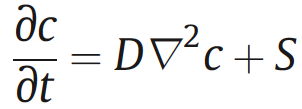 ∂c/∂t = D∇²c + S